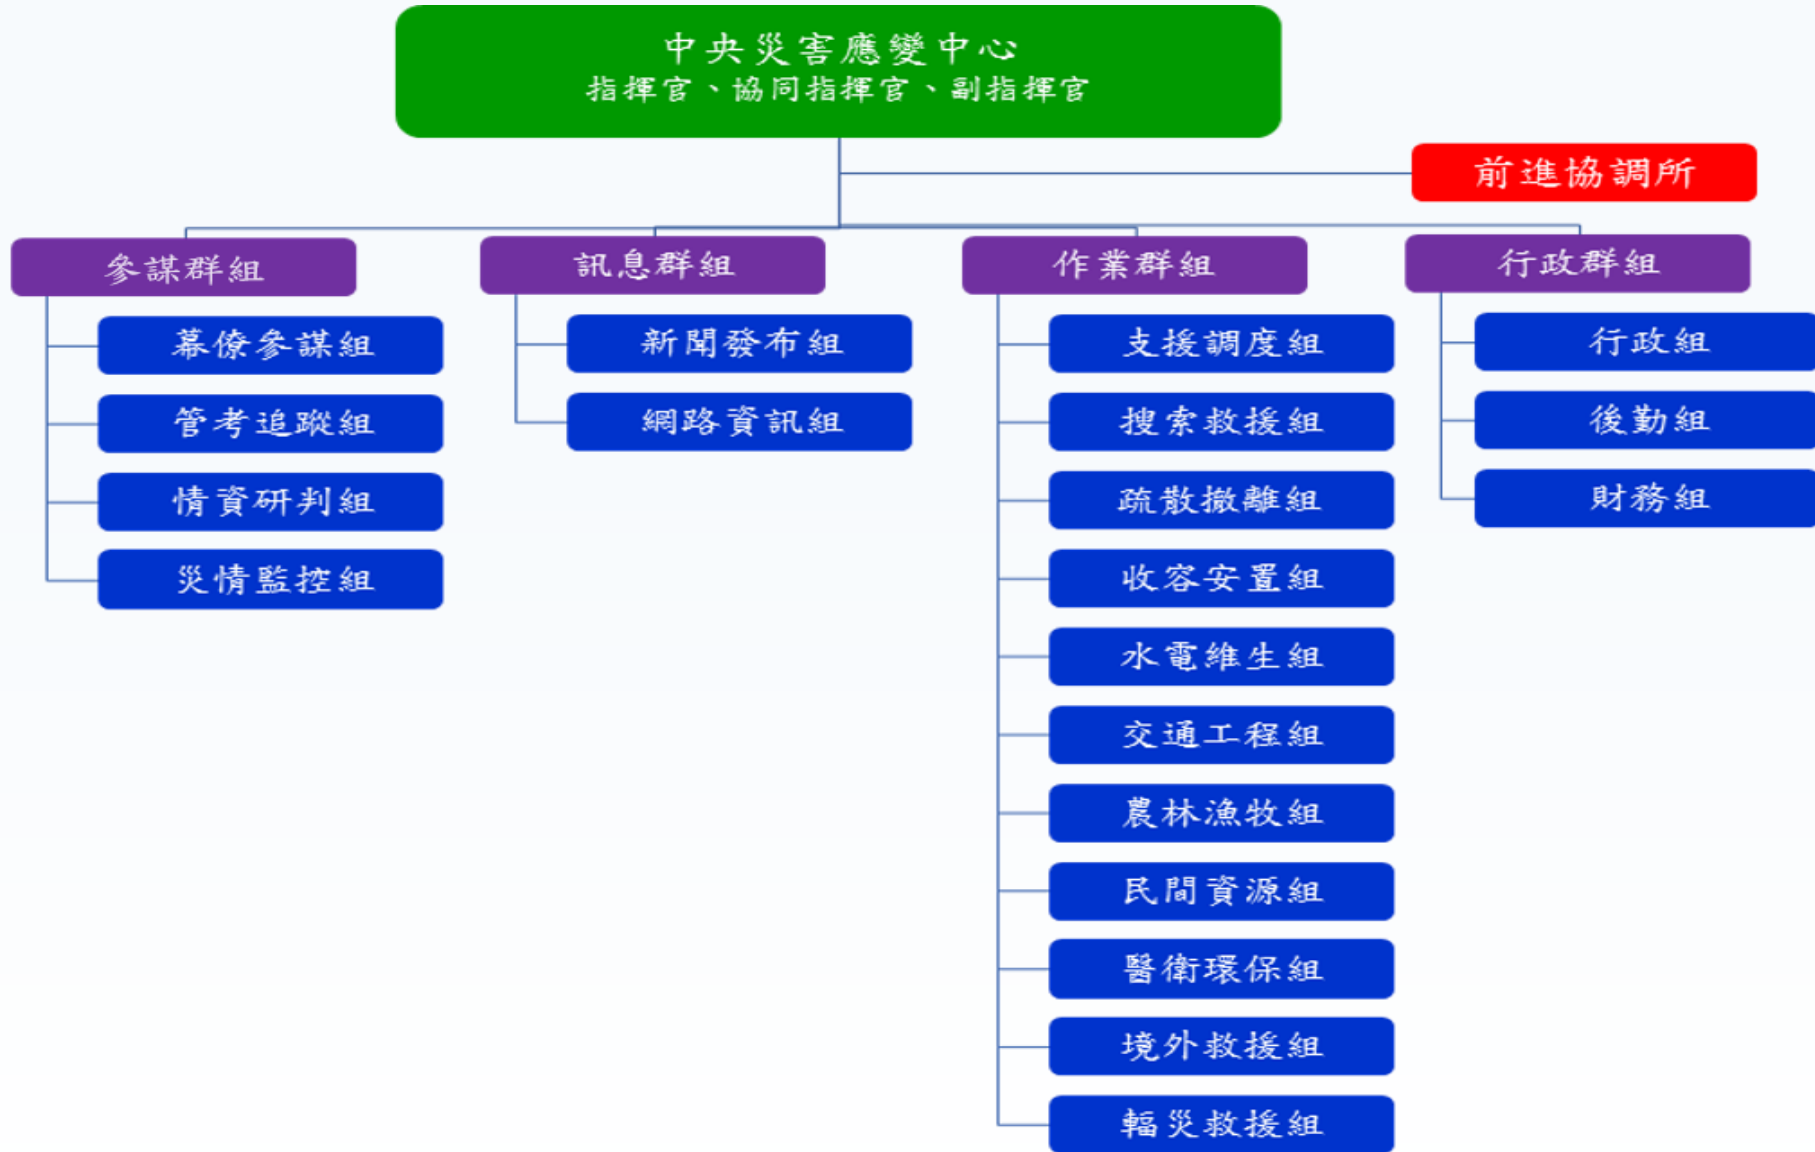 中央災害應變中心
指揮官、協同指揮官、副指揮官
前進協調所
參謀群組
幕僚參謀組
管考追蹤組
情資研判組
災情監控組
訊息群組
新聞發布組
網路資訊組
作業群組
支援調度組
搜索救援組
疏散撤離組
收容安置組
水電維生組
交通工程組
農林漁牧組
民間資源組
醫衛環保組
境外救援組
輻災救援組
行政群組
行政組
後勤組
財務組